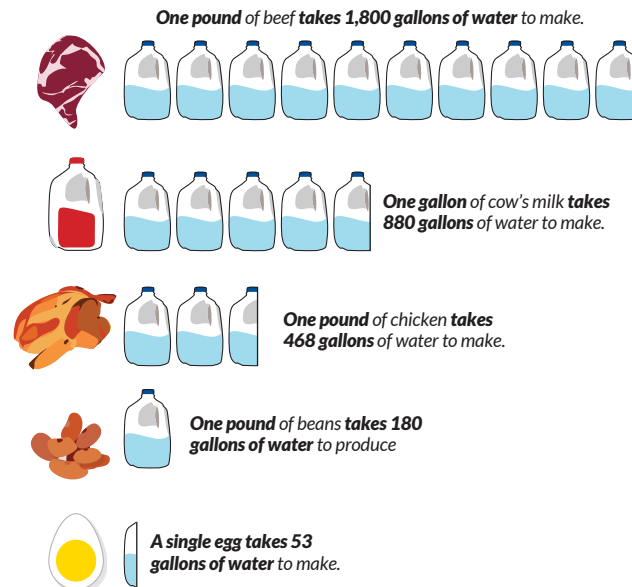 One pound of beef takes 1,800 gallons of water to make.
One gallon of cow's milk takes
880 gallons of water to make.
One pound of chicken takes
468 gallons of water to make.
One pound of beans takes 180
gallons of water to produce
A single egg takes 53
gallons of water to make.